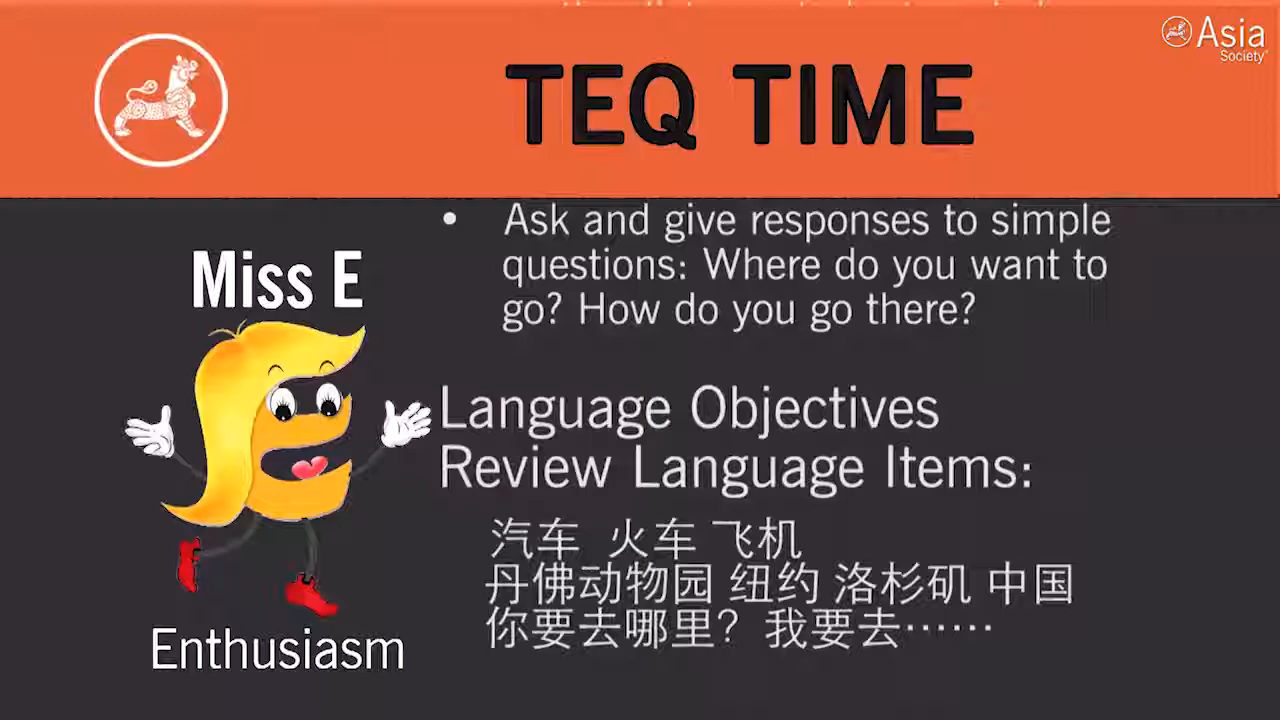 Asia
Society
TEQ TIME
Miss E
Enthusiasm
• Ask and give responses to simple
questions: Where do you want to
go? How do you go there?
Language Objectives
Review Language Items:
汽车 火车 飞机
丹佛动物园 纽约 洛杉矶 中国
你要去哪里？我要去……